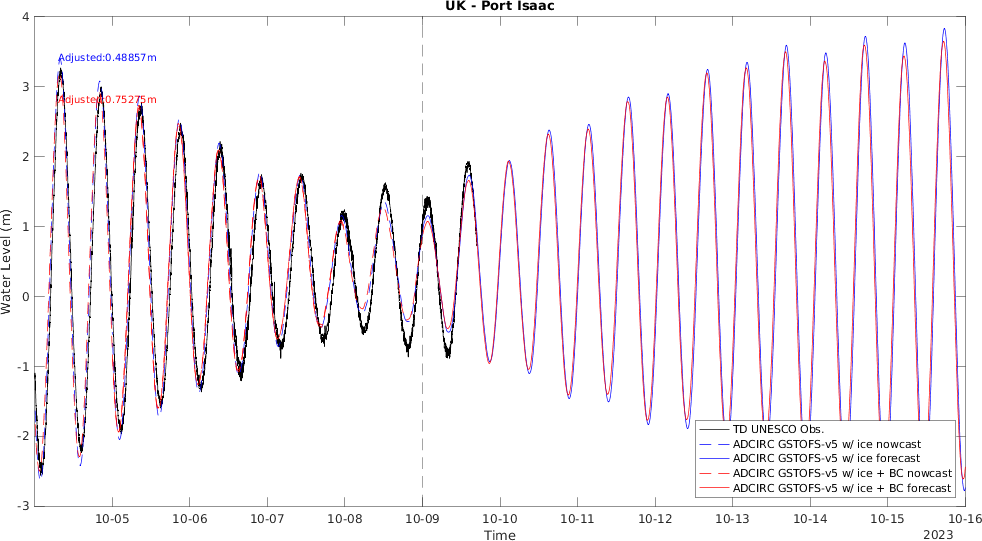 UK - Port Isaac
4
3
2
1
0
-1
-2
-3
Water Level (m)
Adjusted:0.48857m
Adjusted:0.75275m
TD UNESCO Obs.
ADCIRC GSTOFS-v5 w/ ice nowcast
ADCIRC GSTOFS-v5 w/ ice forecast
ADCIRC GSTOFS-v5 w/ ice + BC nowcast
ADCIRC GSTOFS-v5 w/ ice + BC forecast
10-05 10-06 10-07 10-08 10-09 10-10 10-11 10-12 10-13 10-14 10-15 10-16
Time
2023